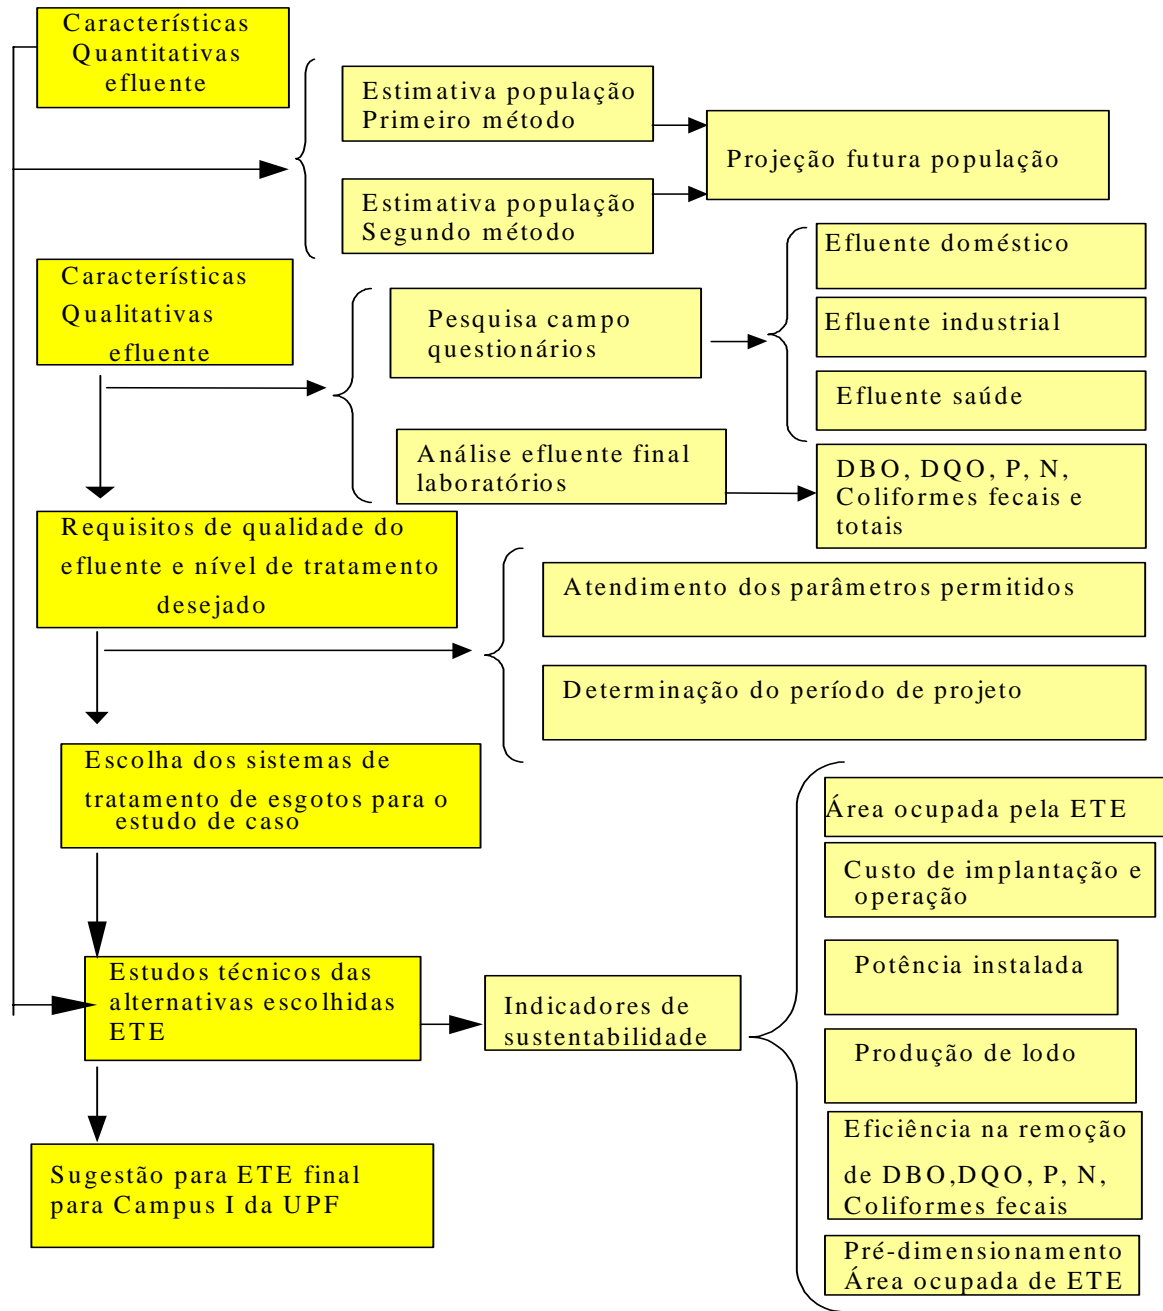 Características
Quantitativas
efluente
Estimativa população
Primeiro método
Projeção futura população
Estimativa população
Segundo método
Efluente doméstico
Características
Qualitativas
efluente
Pesquisa campo
questionários
Efluente industrial
Efluente saúde
Análise efluente final
laboratórios
DBO, DQO, P, N,
Coliformes fecais e
totais
Requisitos de qualidade do
efluente e nível de tratamento
desejado
Atendimento dos parâmetros permitidos
Determinação do período de projeto
Escolha dos sistemas de
tratamento de esgotos para o
estudo de caso
Área ocupada pela ETE
Custo de implantação e
operação
Estudos técnicos das
alternativas escolhidas
ETE
Indicadores de
sustentabilidade
Potência instalada
Produção de lodo
Eficiência na remoção
de DBO,DQO, P, N,
Coliformes fecais
Sugestão para ETE final
para Campus I da UPF
Pré-dimensionamento
Área ocupada de ETE